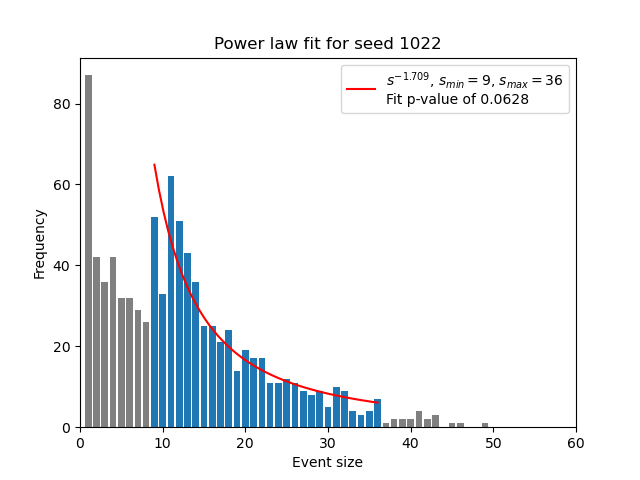 Power law fit for seed 1022
s^{-1.709}, s_{min} = 9, s_{max} = 36
Fit p-value of 0.0628
Frequency
80
60
40
20
0
0 10 20 30 40 50 60
Event size